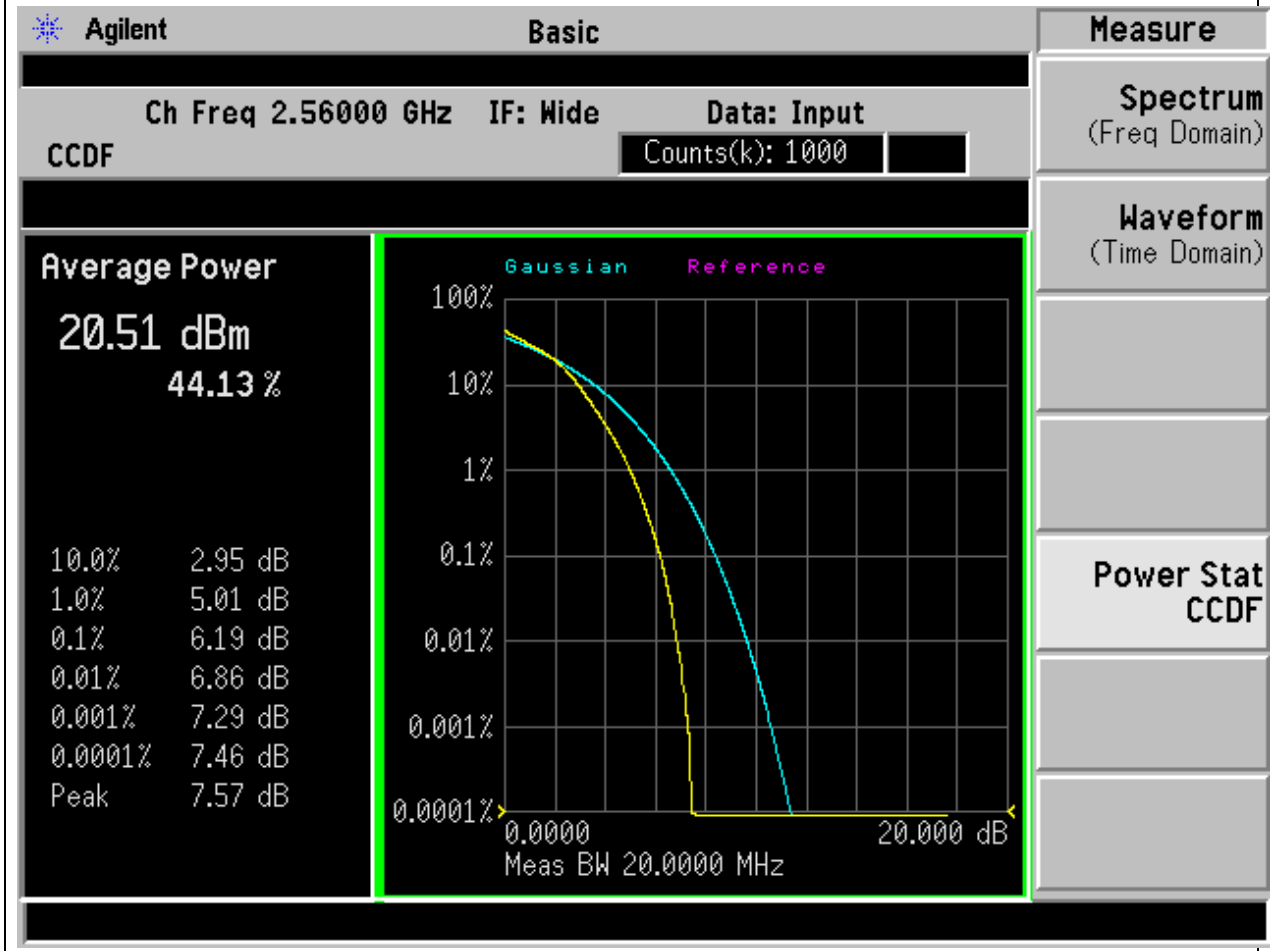 Agilent
Basic
Measure
Ch Freq 2.56000 GHz IF: Wide Data: Input
CCDF
Counts(k): 1000
Spectrum
(Freq Domain)
Waveform
(Time Domain)
Power Stat
CCDF
Average Power
20.51 dBm
44.13 %
10.0% 2.95 dB
1.0% 5.01 dB
0.1% 6.19 dB
0.01% 6.86 dB
0.001% 7.29 dB
0.0001% 7.46 dB
Peak 7.57 dB
Gaussian Reference
100%
10%
1%
0.1%
0.01%
0.001%
0.0001%
0.0000 20.000 dB
Meas BW 20.0000 MHz